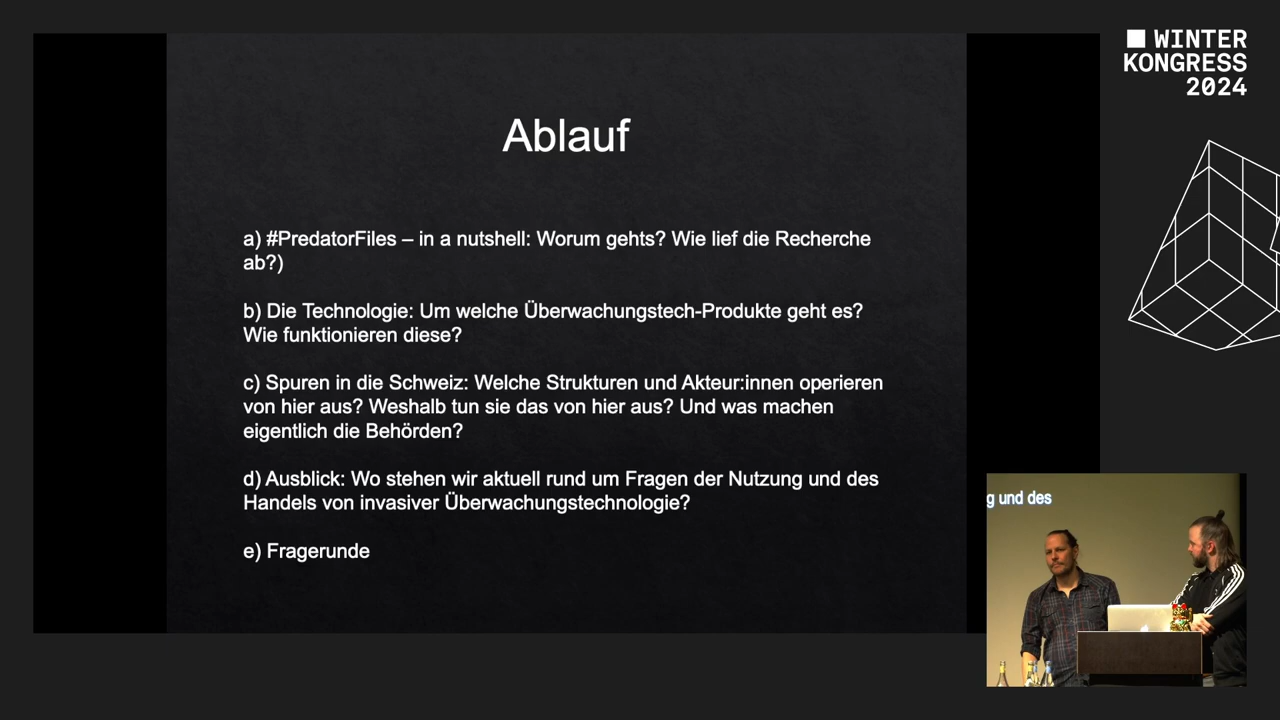 WINTER
KONGRESS
2024
Ablauf
a) #PredatorFiles – in a nutshell: Worum gehts? Wie lief die Recherche
ab?)
b) Die Technologie: Um welche Überwachungstech-Produkte geht es?
Wie funktionieren diese?
c) Spuren in die Schweiz: Welche Strukturen und Akteur:innen operieren
von hier aus? Weshalb tun sie das von hier aus? Und was machen
eigentlich die Behörden?
d) Ausblick: Wo stehen wir aktuell rund um Fragen der Nutzung und des
Handels von invasiver Überwachungstechnologie?
e) Fragerunde
g und des